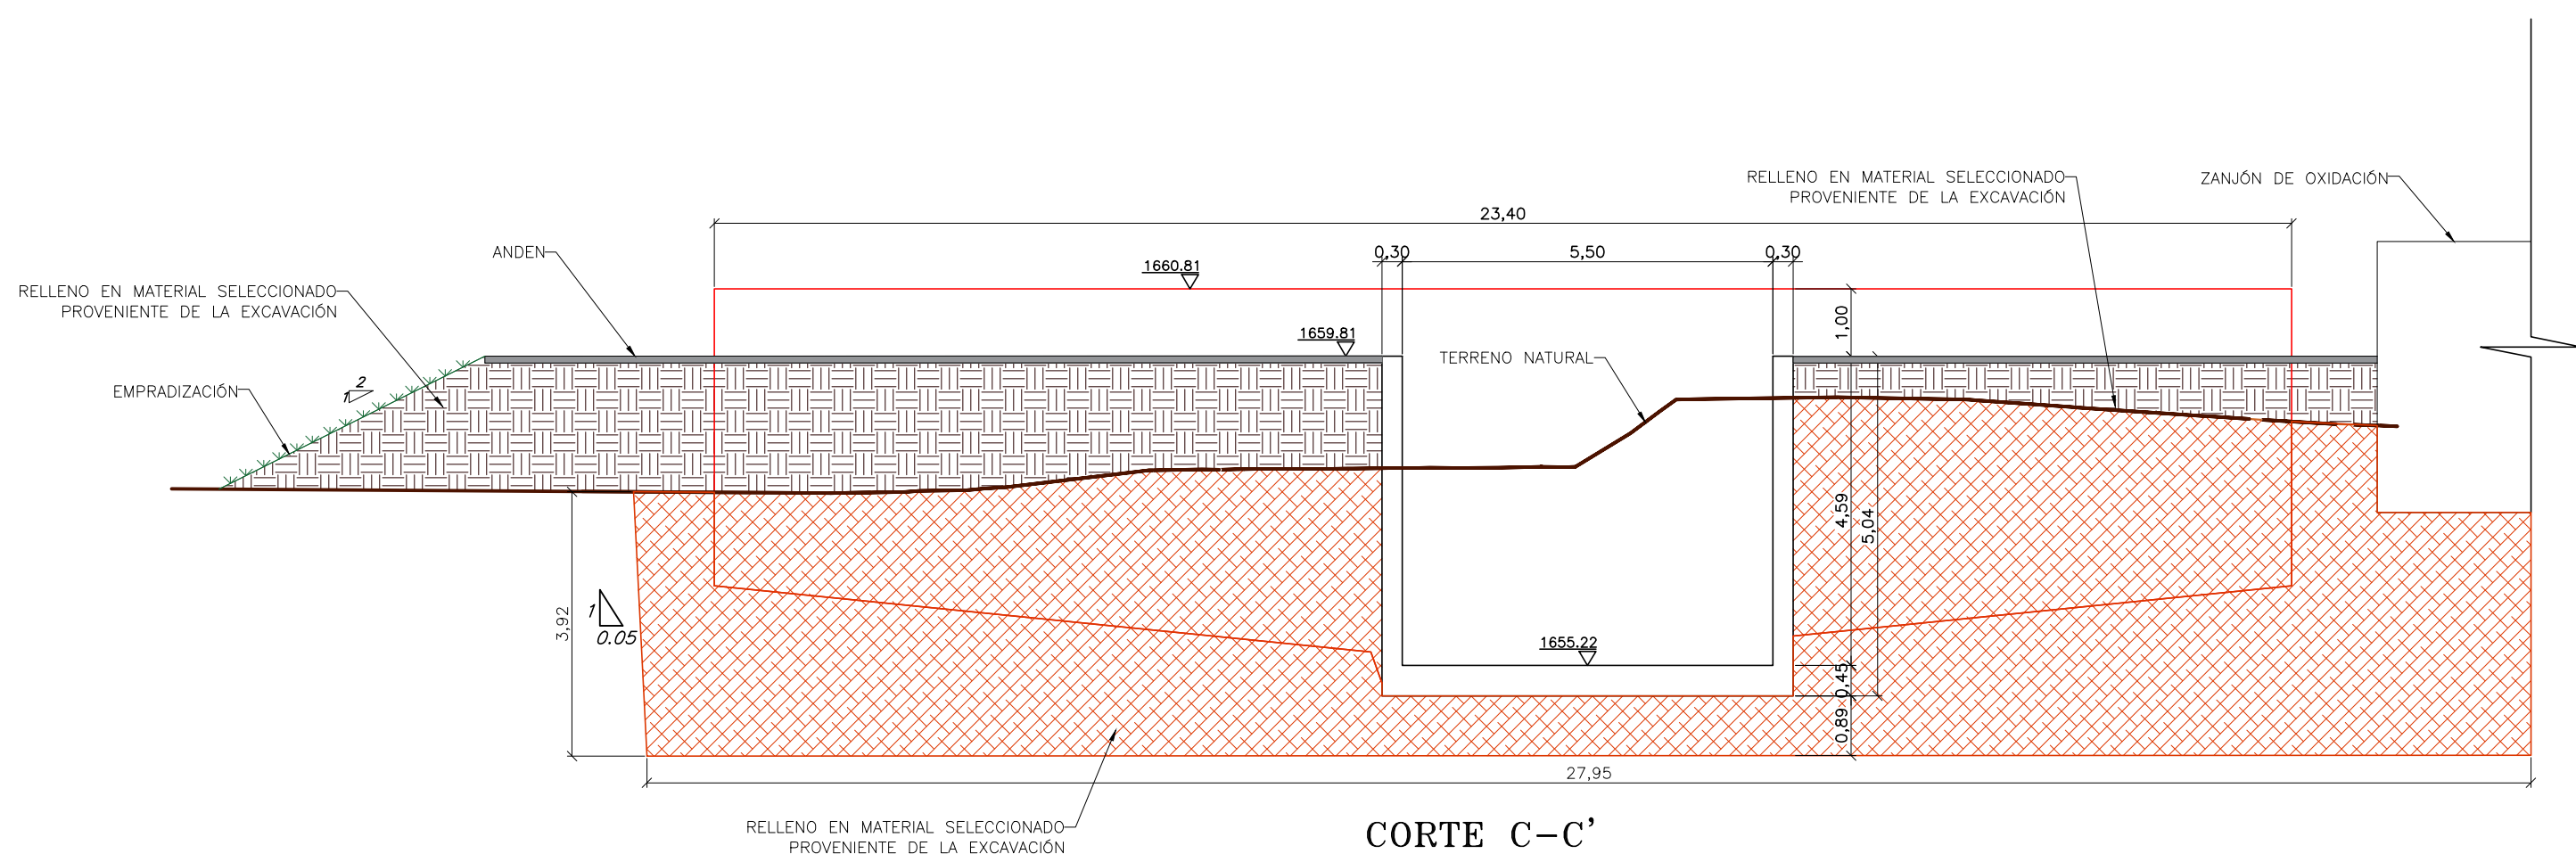 RELLENO EN MATERIAL SELECCIONADO
PROVENIENTE DE LA EXCAVACIÓN
ZANJÓN DE OXIDACIÓN
23,40
ANDEN
0,30
5,50
0,30
1660.81
RELLENO EN MATERIAL SELECCIONADO
PROVENIENTE DE LA EXCAVACIÓN
1,00
1659.81
TERRENO NATURAL
2
1
EMPRADIZACIÓN
4,59
5,04
3,92
1
0.05
1655.22
0,45
0,89
27,95
RELLENO EN MATERIAL SELECCIONADO
PROVENIENTE DE LA EXCAVACIÓN
CORTE C-C'